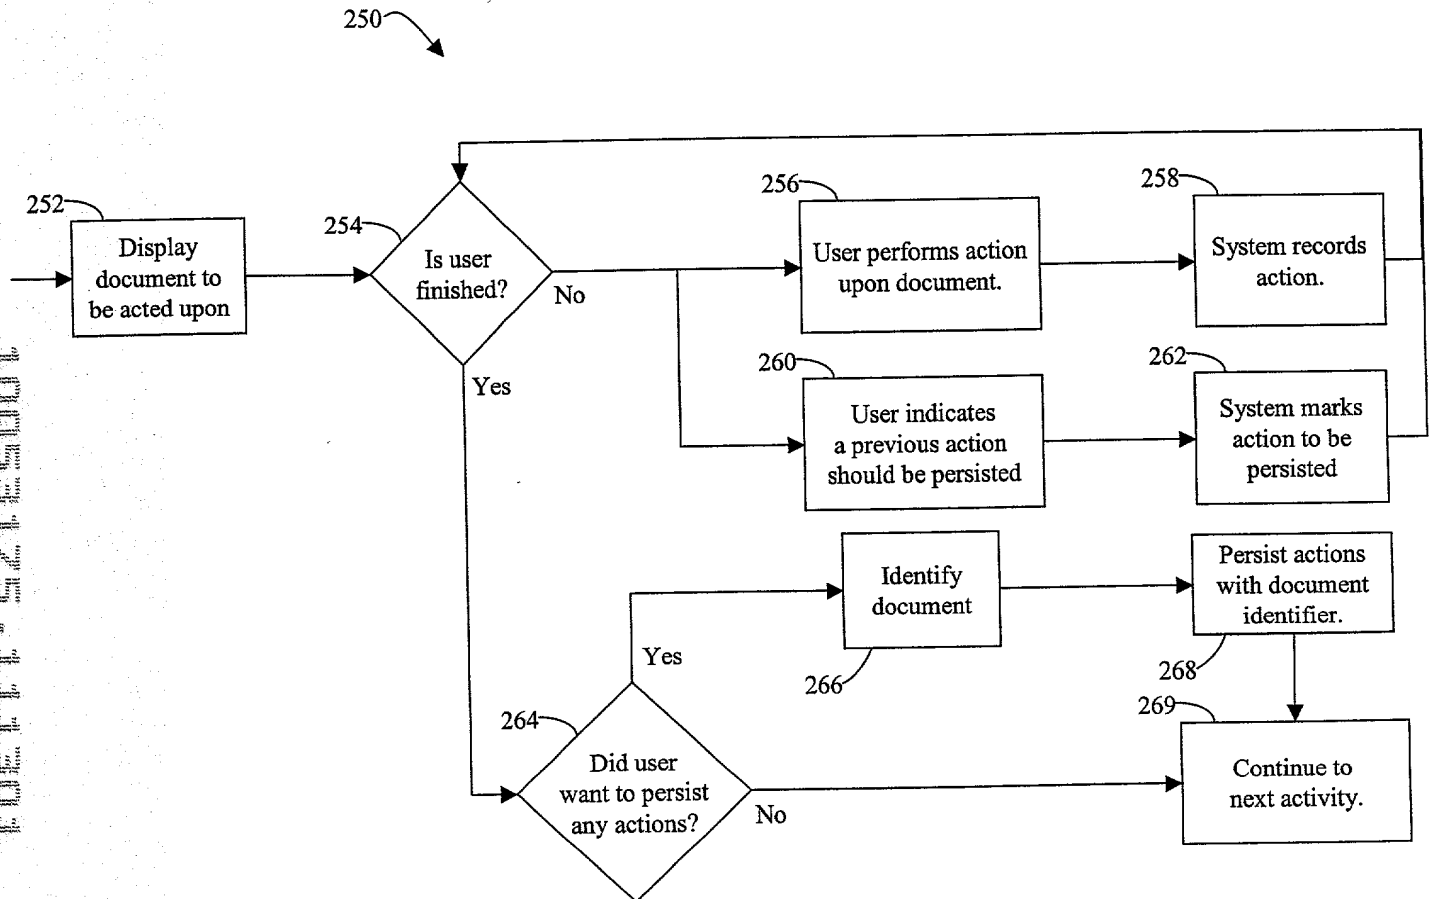 250
252
Display
document to
be acted upon
254
Is user
finished?
No
Yes
256
User performs action
upon document.
258
System records
action.
260
User indicates
a previous action
should be persisted
262
System marks
action to be
persisted
264
Did user
want to persist
any actions?
Yes
No
266
Identify
document
268
Persist actions
with document
identifier.
269
Continue to
next activity.